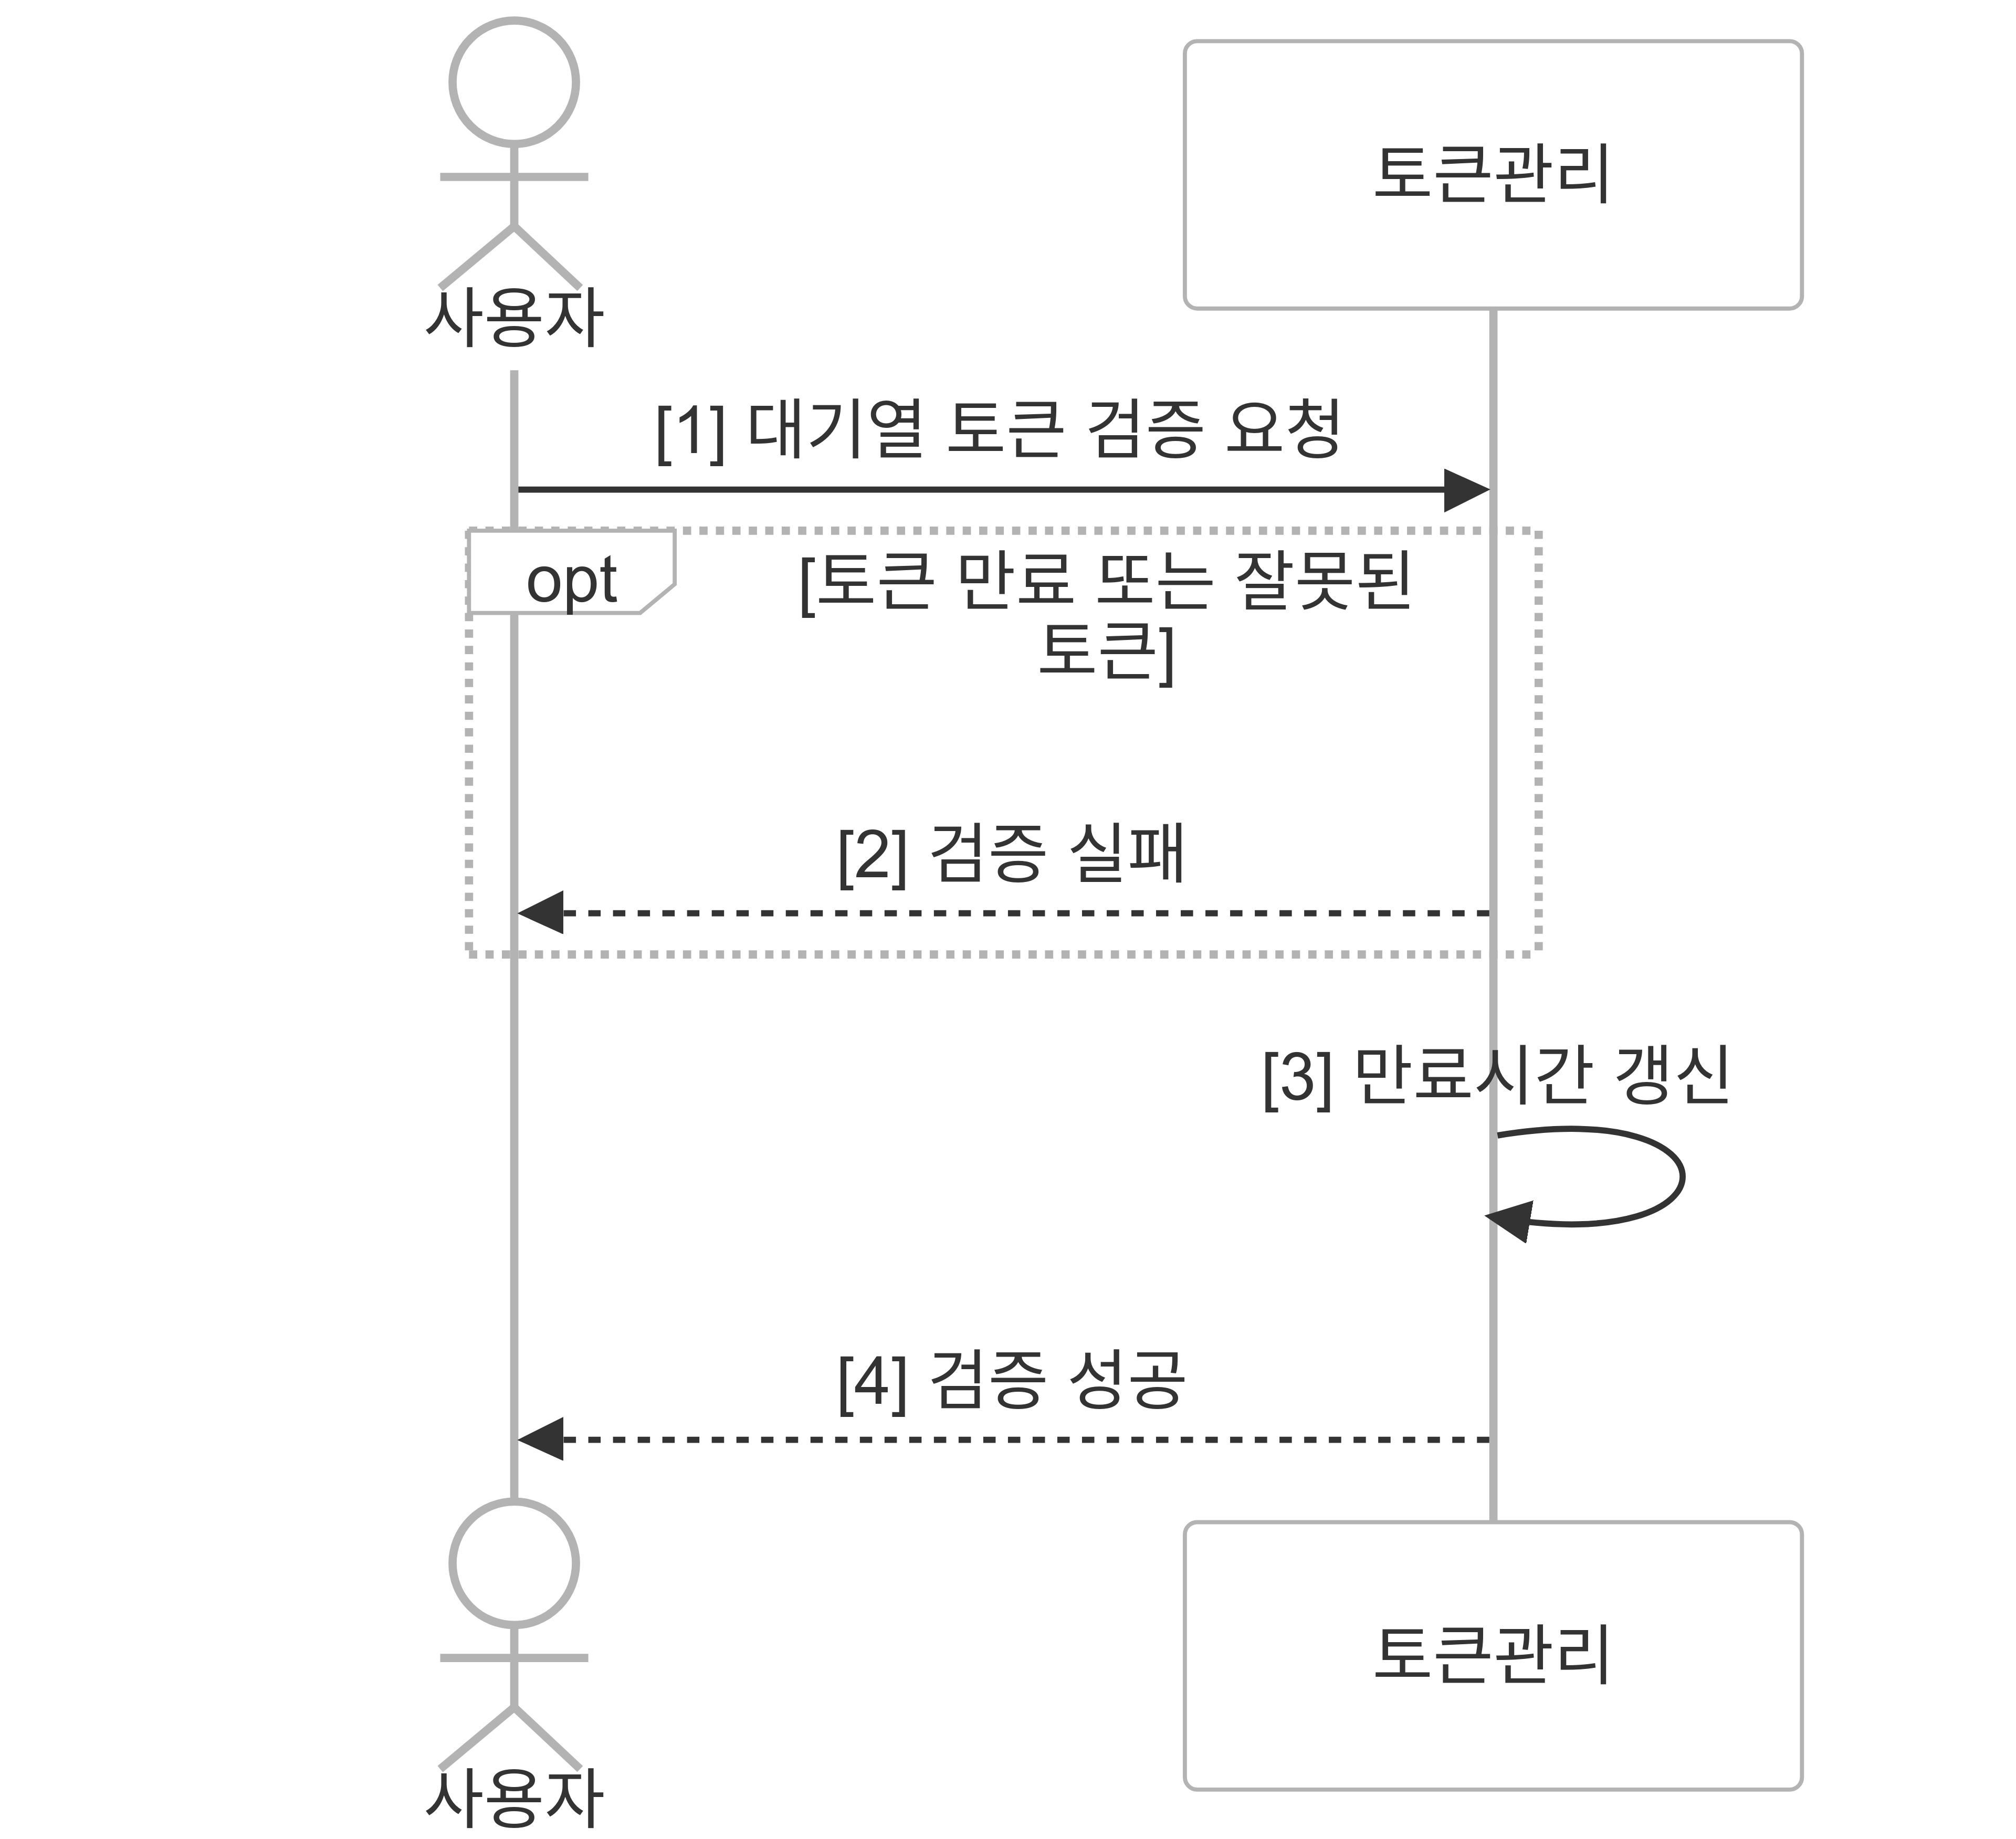 토큰관리
사용자
[1] 대기열 토큰 검증 요청
opt
[토큰 만료 또는 잘못된
토큰]
[2] 검증 실패
[3] 만료시간 갱신
[4] 검증 성공
토큰관리
사용자